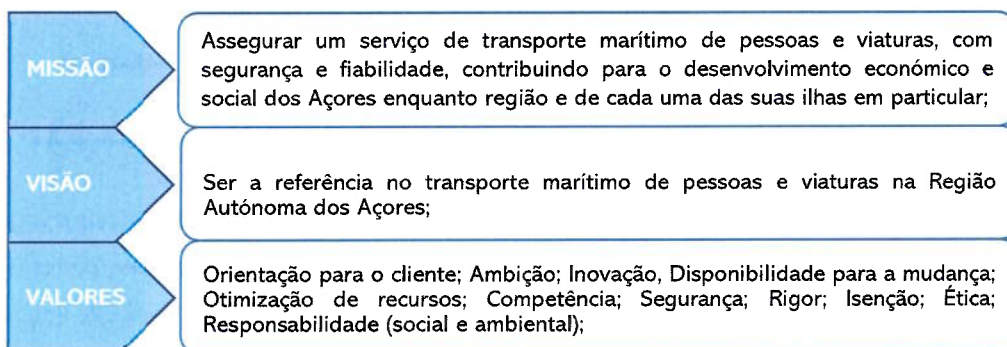 MISSÃO
Assegurar um serviço de transporte marítimo de pessoas e viaturas, com
segurança e fiabilidade, contribuindo para o desenvolvimento económico e
social dos Açores enquanto região e de cada uma das suas ilhas em particular;
VISÃO
Ser a referência no transporte marítimo de pessoas e viaturas na Região
Autónoma dos Açores;
VALORES
Orientação para o cliente; Ambição; Inovação, Disponibilidade para a mudança;
Otimização de recursos; Competência; Segurança; Rigor; Isenção; Ética;
Responsabilidade (social e ambiental);